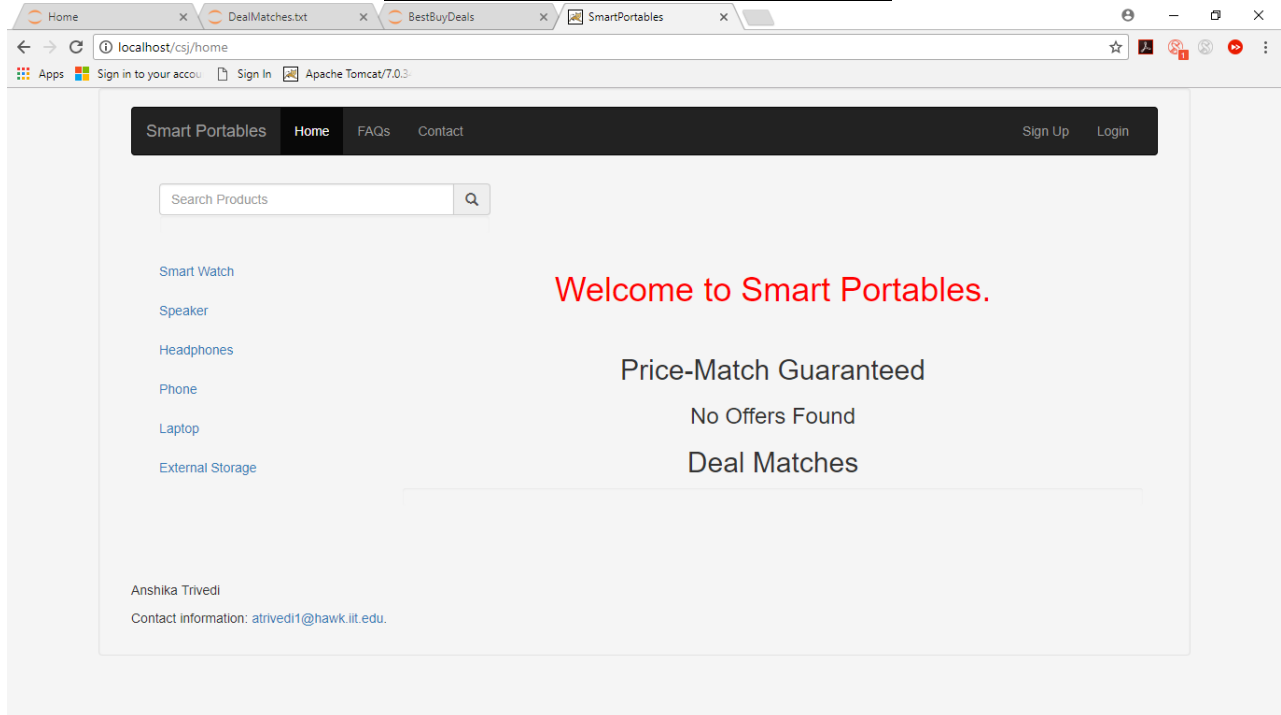 Home DealMatches.txt BestBuyDeals SmartPortables
localhost/csj/home
Apps Sign in to your accou Sign In Apache Tomcat/7.0.3
Smart Portables Home FAQs Contact Sign Up Login
Search Products
Smart Watch
Welcome to Smart Portables.
Speaker
Headphones
Price-Match Guaranteed
Phone
No Offers Found
Laptop
Deal Matches
External Storage
Anshika Trivedi
Contact information: atrivedi1@hawk.iit.edu.
1